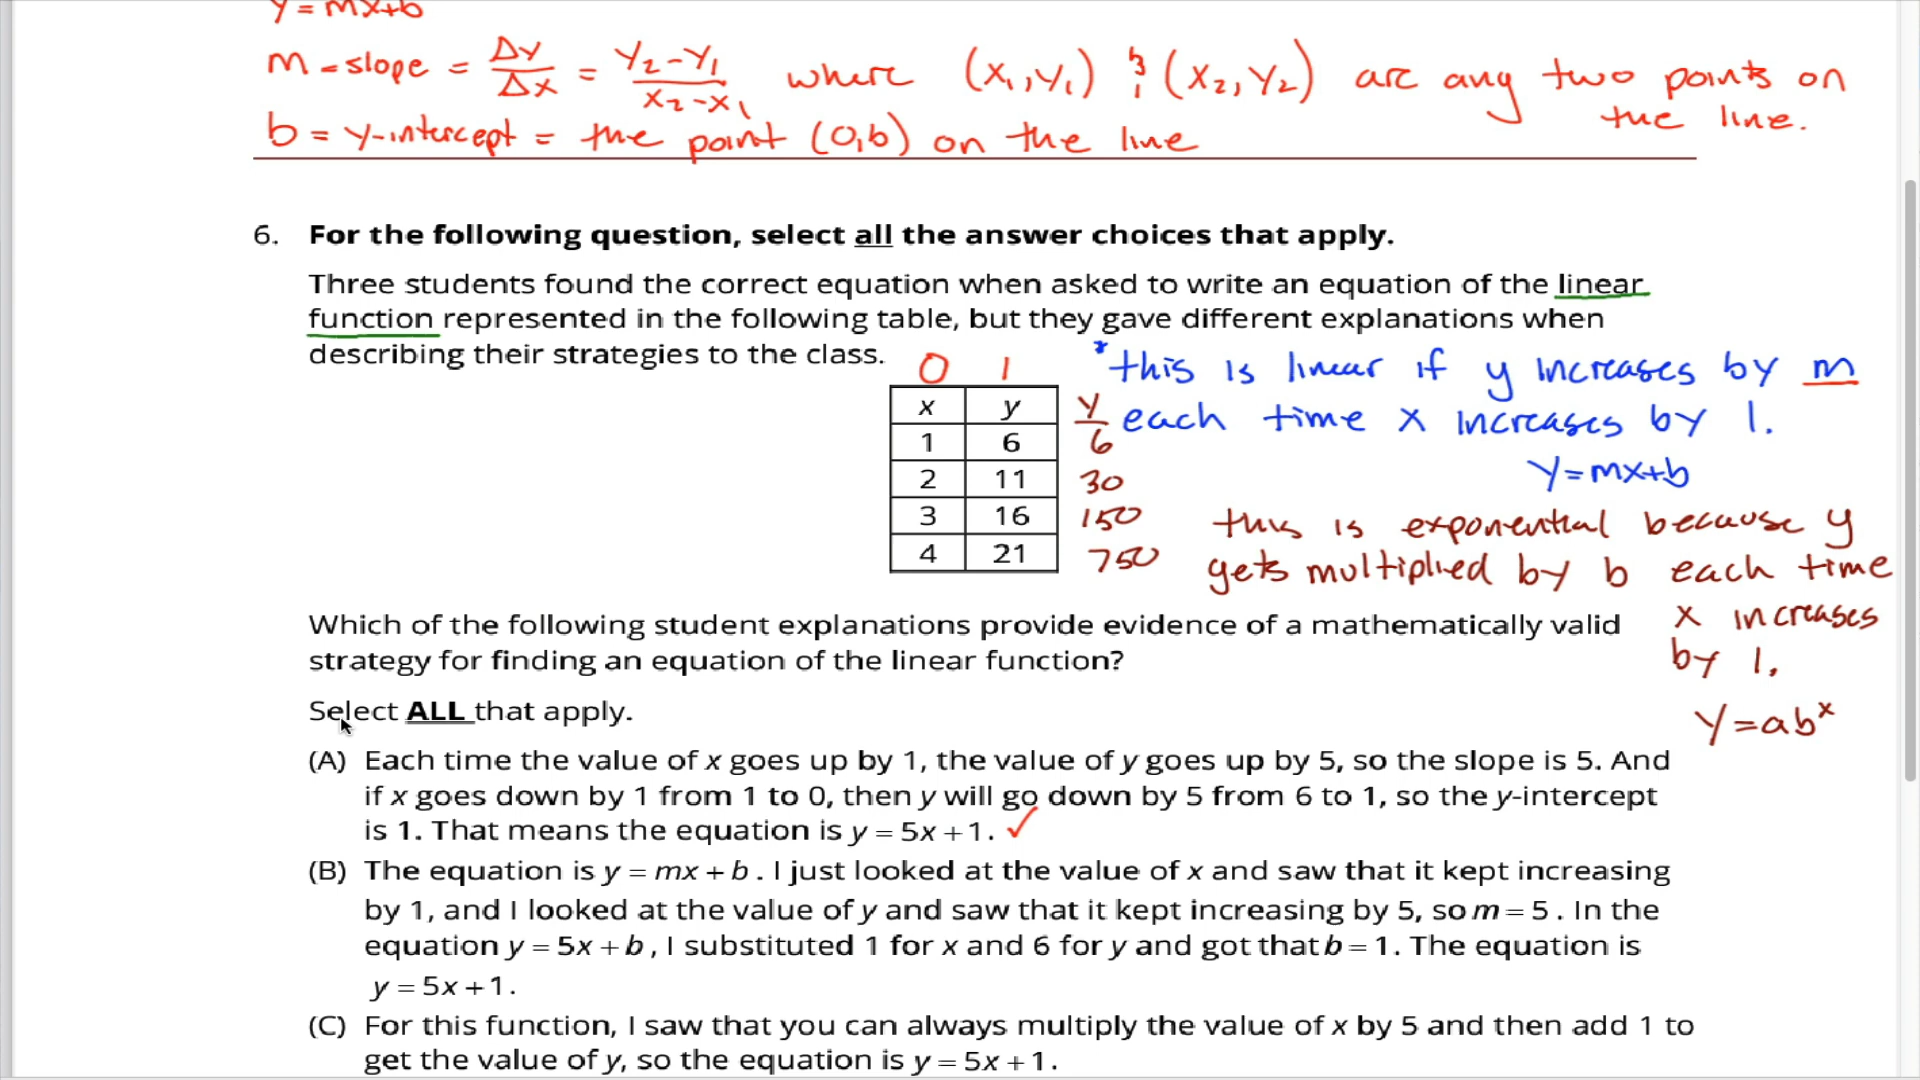 y = mx+b
m = slope = Δy/Δx = y₂-y₁/x₂-x₁ where (x₁,y₁) & (x₂,y₂) are any two points on
the line.
b = y-intercept = the point (0,b) on the line
6. For the following question, select all the answer choices that apply.
Three students found the correct equation when asked to write an equation of the linear
function represented in the following table, but they gave different explanations when
describing their strategies to the class.
0 1
x y y
1 6 6
2 11 30
3 16 150
4 21 750
*this is linear if y increases by m
each time x increases by 1.
y=mx+b
this is exponential because y
gets multiplied by b each time
x increases
by 1.
y=abˣ
Which of the following student explanations provide evidence of a mathematically valid
strategy for finding an equation of the linear function?
Select ALL that apply.
(A) Each time the value of x goes up by 1, the value of y goes up by 5, so the slope is 5. And
if x goes down by 1 from 1 to 0, then y will go down by 5 from 6 to 1, so the y-intercept
is 1. That means the equation is y = 5x + 1. ✓
(B) The equation is y = mx + b. I just looked at the value of x and saw that it kept increasing
by 1, and I looked at the value of y and saw that it kept increasing by 5, so m = 5. In the
equation y = 5x + b, I substituted 1 for x and 6 for y and got that b = 1. The equation is
y = 5x + 1.
(C) For this function, I saw that you can always multiply the value of x by 5 and then add 1 to
get the value of y, so the equation is y = 5x + 1.